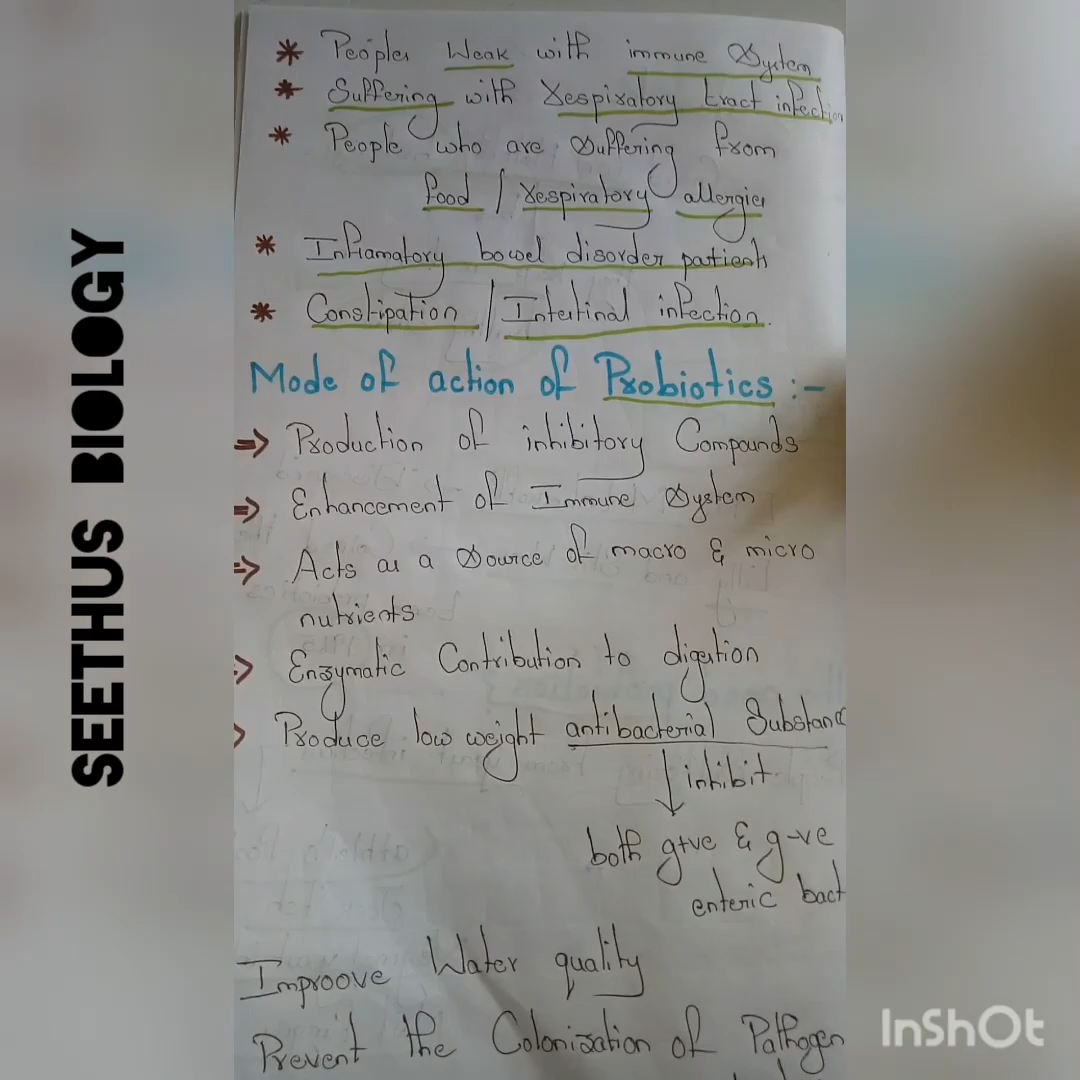 SEETHUS BIOLOGY
* Peoples Weak with immune System
* Suffering with respiratory tract infection
* People who are Suffering from
food / respiratory allergies
* Inflamatory bowel disorder patients
* Constipation / Intestinal infection.
Mode of action of Probiotics :-
=> Production of inhibitory Compounds
=> Enhancement of Immune System
=> Acts as a Source of macro & micro
nutrients
=> Enzymatic Contribution to digestion
> Produce low weight antibacterial Substanc
↓ inhibit
both g+ve & g-ve
enteric bact
Improove Water quality
Prevent the Colonisation of Pathogen
InShOt